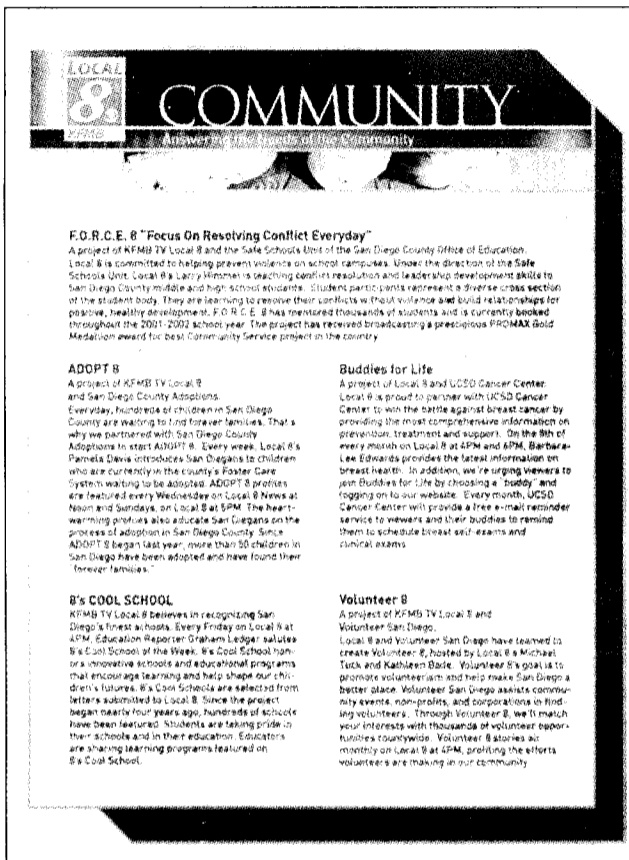 LOCAL
8
KFMB
COMMUNITY
Answering the Needs of the Community
F.O.R.C.E. 8 "Focus On Resolving Conflict Everyday"
A project of KFMB TV Local 8 and the Safe Schools Unit of the San Diego County Office of Education.
Local 8 is committed to helping prevent violence on school campuses. Under the direction of the Safe
Schools Unit, Local 8's Larry Himmel is teaching conflict resolution and leadership development skills to
San Diego County middle and high school students. Student participants represent a diverse cross section
of the student body. They are learning to resolve their conflicts without violence and build relationships for
positive, healthy development. F.O.R.C.E. 8 has mentored thousands of students and is currently booked
throughout the 2001-2002 school year. The project has received broadcasting's prestigious PROMAX Gold
Medallion award for best Community Service project in the country.
ADOPT 8
A project of KFMB TV Local 8
and San Diego County Adoptions.
Everyday, hundreds of children in San Diego
County are waiting to find forever families. That's
why we partnered with San Diego County
Adoptions to start ADOPT 8. Every week, Local 8's
Pamela Davis introduces San Diegans to children
who are currently in the county's Foster Care
System waiting to be adopted. ADOPT 8 profiles
are featured every Wednesday on Local 8 News at
Noon and Sundays, on Local 8 at 5PM. The heart-
warming profiles also educate San Diegans on the
process of adoption in San Diego County. Since
ADOPT 8 began last year, more than 50 children in
San Diego have been adopted and have found their
"forever families."
Buddies for Life
A project of Local 8 and UCSD Cancer Center.
Local 8 is proud to partner with UCSD Cancer
Center to win the battle against breast cancer by
providing the most comprehensive information on
prevention, treatment and support. On the 8th of
every month on Local 8 at 4PM and 6PM, Barbara-
Lee Edwards provides the latest information on
breast health. In addition, we're urging viewers to
join Buddies for Life by choosing a "buddy" and
logging on to our website. Every month, UCSD
Cancer Center will provide a free e-mail reminder
service to viewers and their buddies to remind
them to schedule breast self-exams and
clinical exams.
8's COOL SCHOOL
KFMB TV Local 8 believes in recognizing San
Diego's finest schools. Every Friday on Local 8 at
4PM, Education Reporter Graham Ledger salutes
8's Cool School of the Week. 8's Cool School hon-
ors innovative schools and educational programs
that encourage learning and help shape our chil-
dren's futures. 8's Cool Schools are selected from
letters submitted to Local 8. Since the project
began nearly four years ago, hundreds of schools
have been featured. Students are taking pride in
their schools and in their education. Educators
are sharing learning programs featured on
8's Cool School.
Volunteer 8
A project of KFMB TV Local 8 and
Volunteer San Diego.
Local 8 and Volunteer San Diego have teamed to
create Volunteer 8, hosted by Local 8's Michael
Tuck and Kathleen Bade. Volunteer 8's goal is to
promote volunteerism and help make San Diego a
better place. Volunteer San Diego assists commu-
nity events, non-profits, and corporations in find-
ing volunteers. Through Volunteer 8, we'll match
your interests with thousands of volunteer oppor-
tunities countywide. Volunteer 8 stories air
monthly on Local 8 at 4PM, profiling the efforts
volunteers are making in our community.